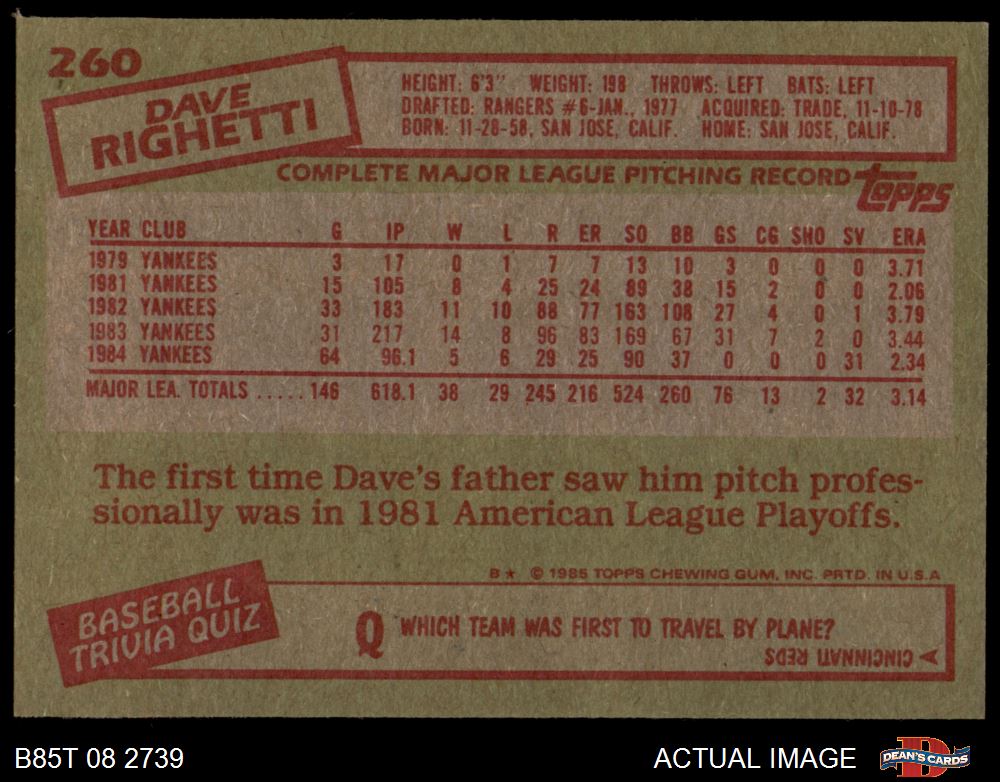 260
DAVE
RIGHETTI
HEIGHT: 6'3" WEIGHT: 198 THROWS: LEFT BATS: LEFT
DRAFTED: RANGERS #6-JAN., 1977 ACQUIRED: TRADE, 11-10-78
BORN: 11-28-58, SAN JOSE, CALIF. HOME: SAN JOSE, CALIF.
COMPLETE MAJOR LEAGUE PITCHING RECORD
topps
YEAR CLUB G IP W L R ER SO BB GS CG SHO SV ERA
1979 YANKEES 3 17 0 1 7 7 13 10 3 0 0 0 3.71
1981 YANKEES 15 105 8 4 25 24 89 38 15 2 0 0 2.06
1982 YANKEES 33 183 11 10 88 77 163 108 27 4 0 1 3.79
1983 YANKEES 31 217 14 8 96 83 169 67 31 7 2 0 3.44
1984 YANKEES 64 96.1 5 6 29 25 90 37 0 0 0 31 2.34
MAJOR LEA. TOTALS ..... 146 618.1 38 29 245 216 524 260 76 13 2 32 3.14
The first time Dave's father saw him pitch profes-
sionally was in 1981 American League Playoffs.
B★ © 1985 TOPPS CHEWING GUM, INC. PRTD. IN U.S.A
BASEBALL
TRIVIA QUIZ
Q WHICH TEAM WAS FIRST TO TRAVEL BY PLANE?
A CINCINNATI REDS
B85T 08 2739
ACTUAL IMAGE
DEAN'S CARDS